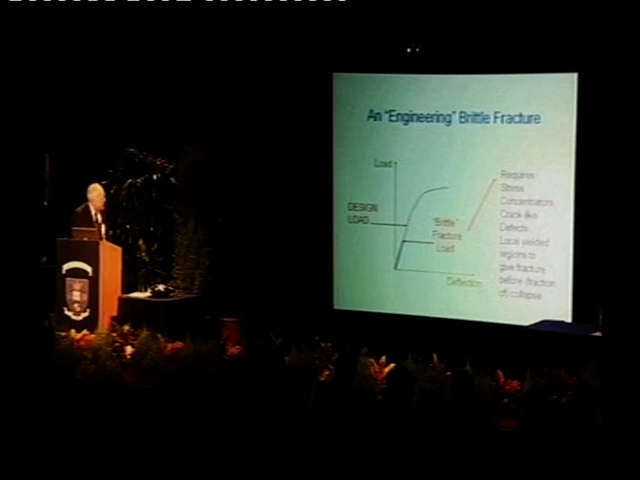 An "Engineering" Brittle Fracture
Load
DESIGN
LOAD
"Brittle"
Fracture
Load
Deflection
Requires
Stress
Concentrators,
Crack-like
Defects
Local yielded
regions to
give fracture
before (fraction
of) collapse